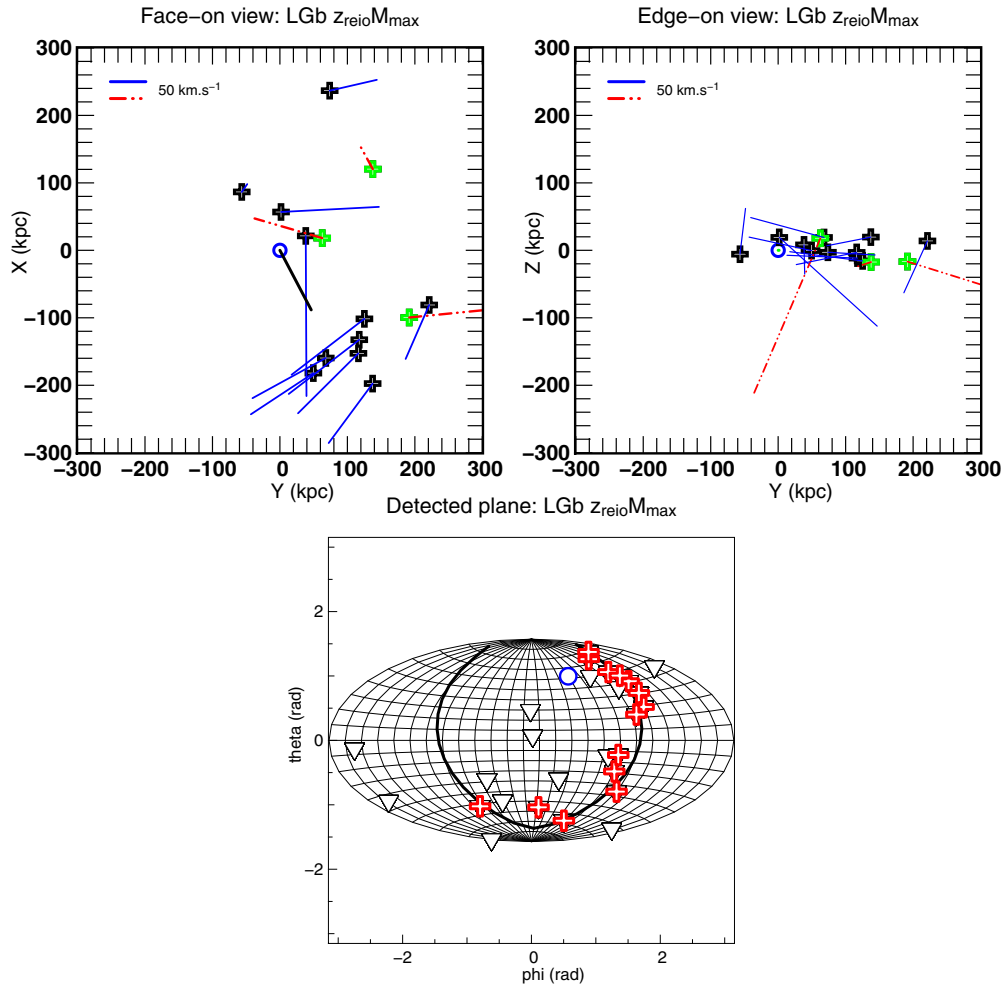 Face−on view: LGb z_reio M_max
Edge−on view: LGb z_reio M_max
300
200
100
0
−100
−200
−300
X (kpc)
50 km.s⁻¹
−300 −200 −100 0 100 200 300
Y (kpc)
300
200
100
0
−100
−200
−300
Z (kpc)
50 km.s⁻¹
−300 −200 −100 0 100 200 300
Y (kpc)
Detected plane: LGb z_reio M_max
2
0
−2
theta (rad)
−2 0 2
phi (rad)